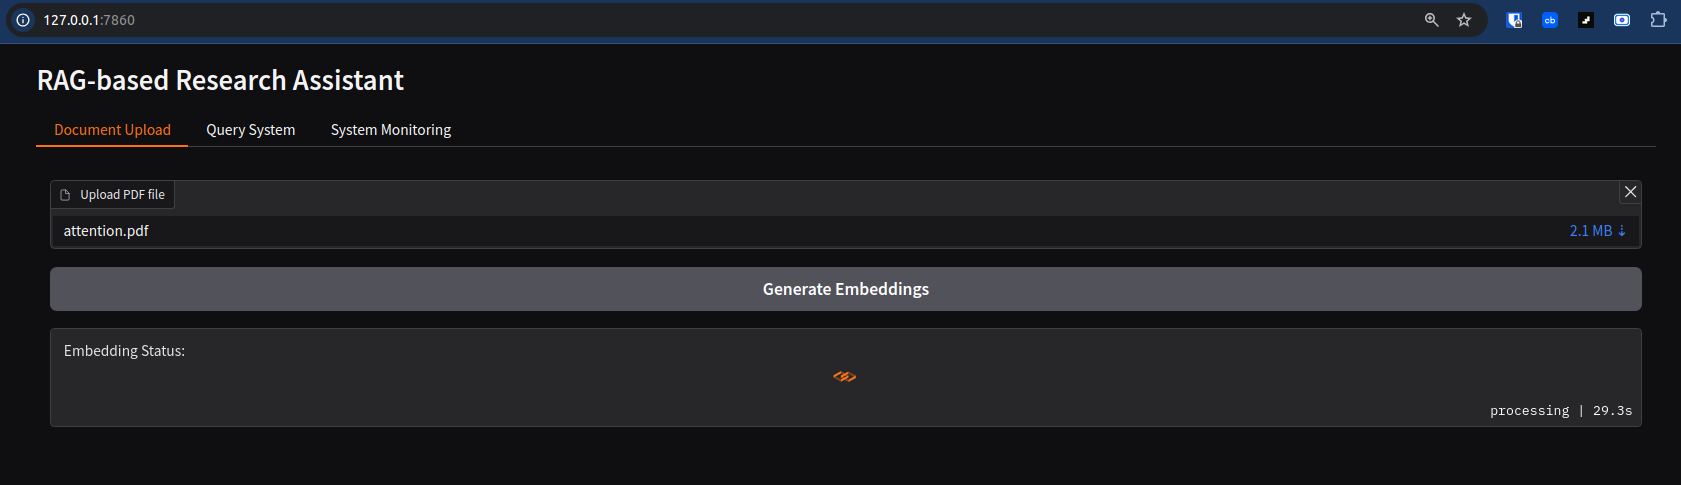 127.0.0.1:7860
cb
RAG-based Research Assistant
Document Upload Query System System Monitoring
Upload PDF file
attention.pdf 2.1 MB ⇣
Generate Embeddings
Embedding Status:
processing | 29.3s